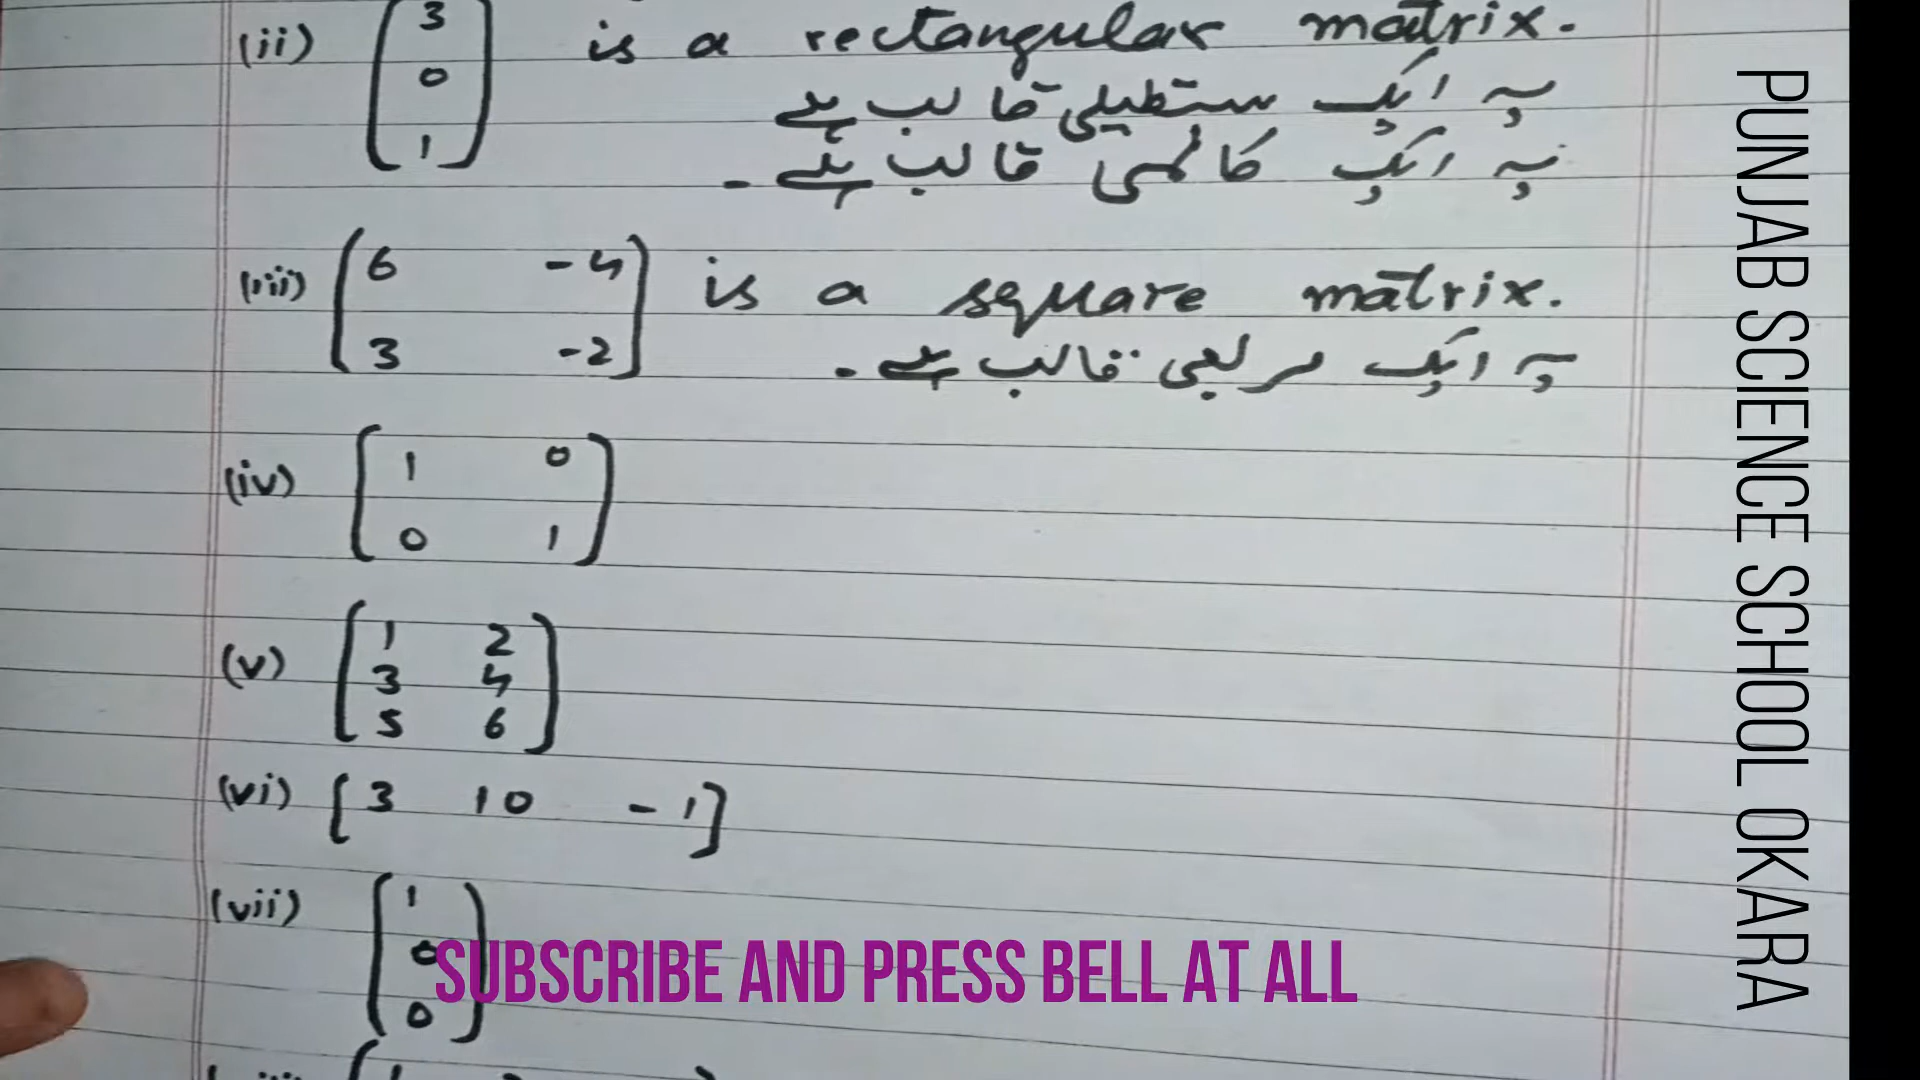 (ii) [3
0
1] is a rectangular matrix.
یہ ایک مستطیلی قالب ہے
یہ ایک کالمی قالب ہے۔
(iii) [6 -4
3 -2] is a square matrix.
یہ ایک مربعی قالب ہے۔
(iv) [1 0
0 1]
(v) [1 2
3 4
5 6]
(vi) [3 10 -1]
(vii) [1
0
0]
SUBSCRIBE AND PRESS BELL AT ALL
PUNJAB SCIENCE SCHOOL OKARA